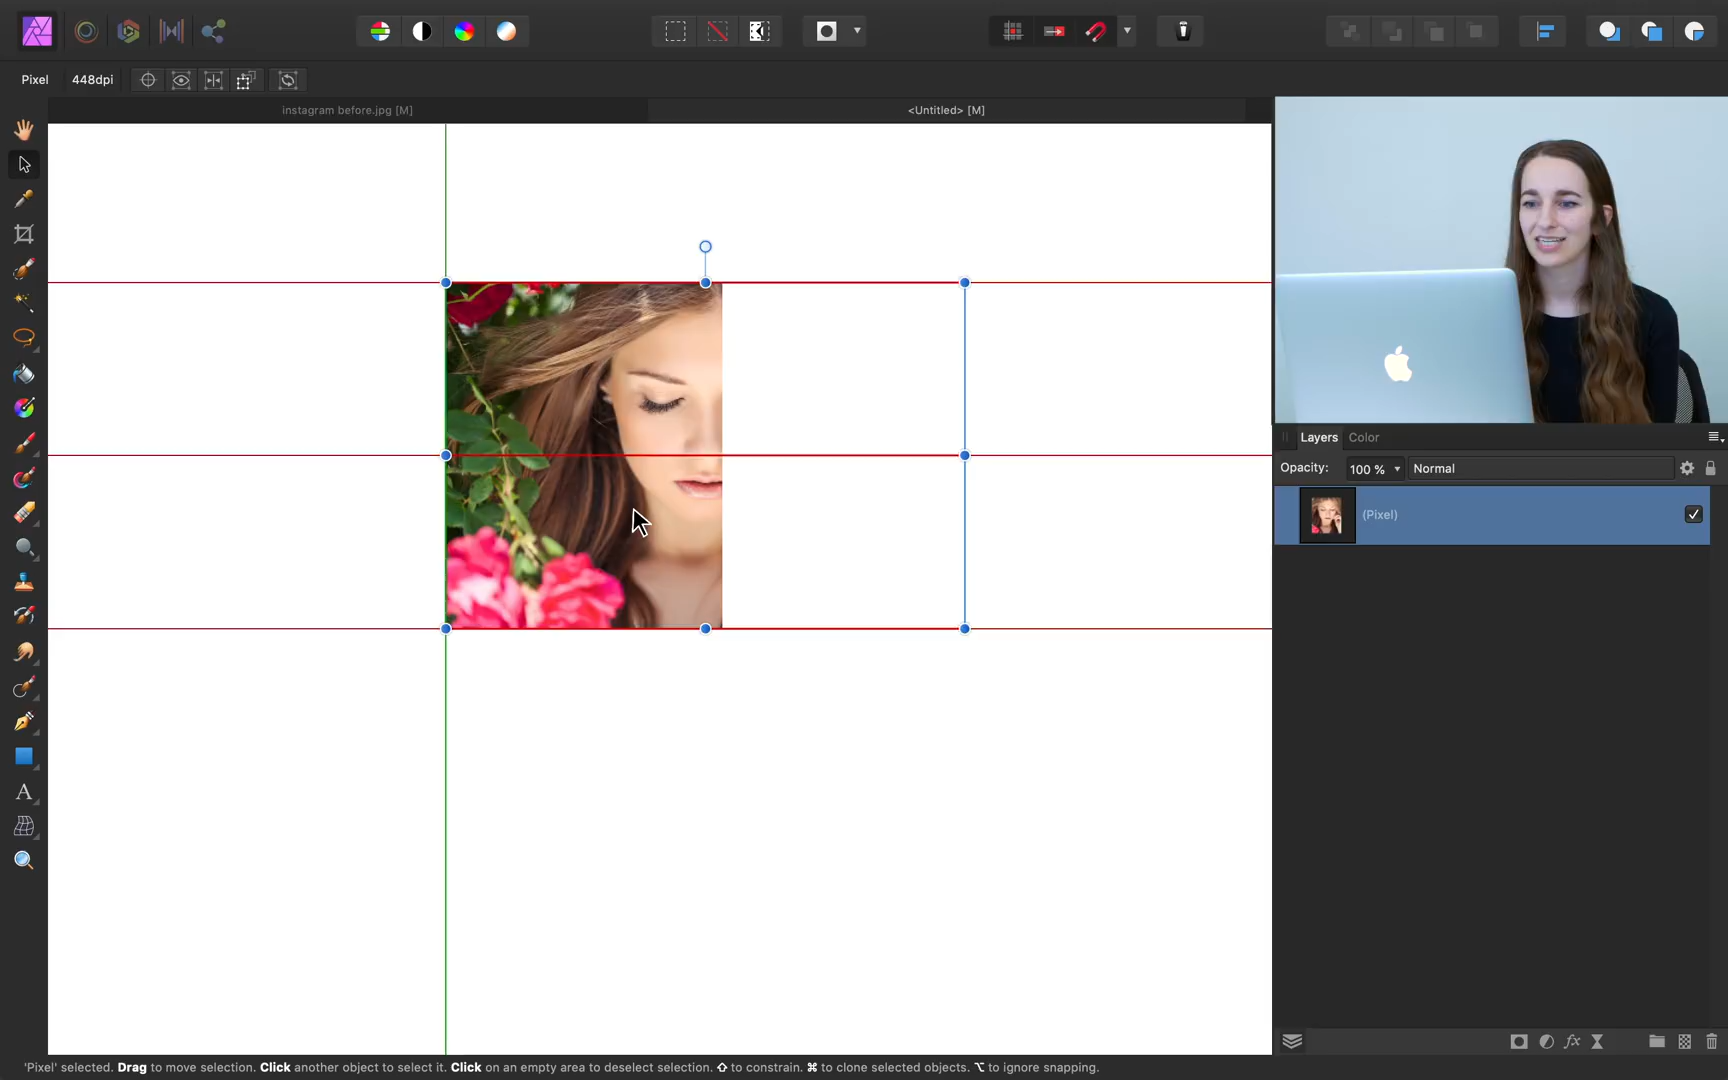 Pixel 448dpi
instagram before.jpg [M] <Untitled> [M]
Layers Color
Opacity: 100 % Normal
(Pixel)
A
fx
'Pixel' selected. Drag to move selection. Click another object to select it. Click on an empty area to deselect selection. ⇧ to constrain. ⌘ to clone selected objects. ⌥ to ignore snapping.